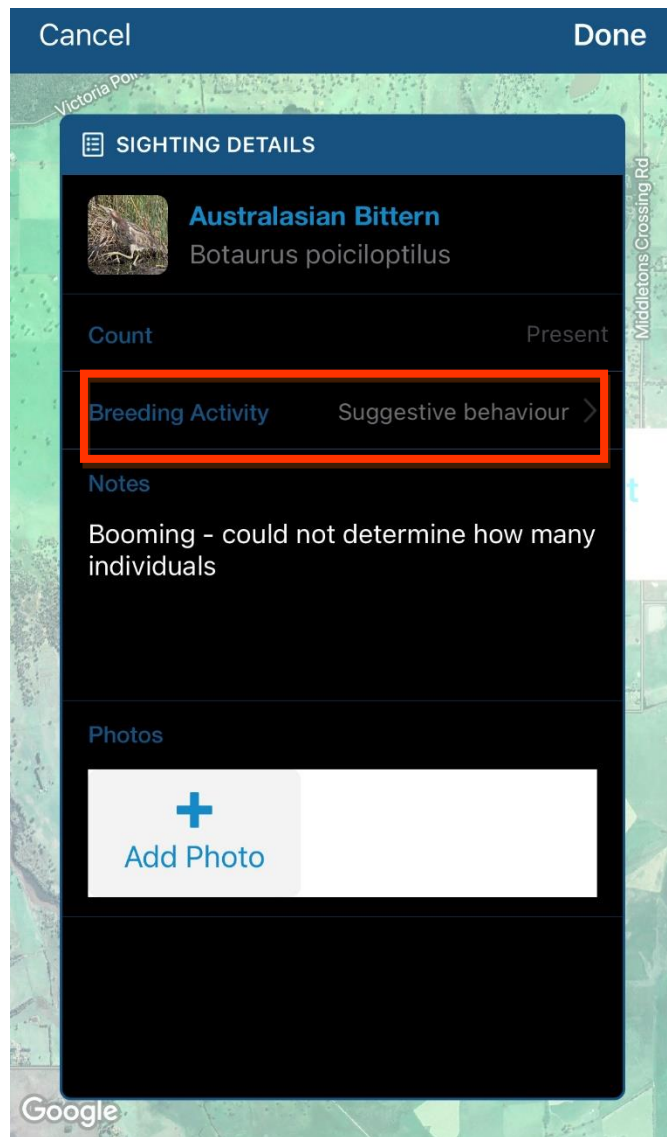 Cancel
Done
Victoria
SIGHTING DETAILS
Middletons Crossing Rd
Australasian Bittern
Botaurus poiciloptilus
Count
Present
Breeding Activity
Suggestive behaviour
Notes
t
Booming - could not determine how many
individuals
Photos
Add Photo
Google